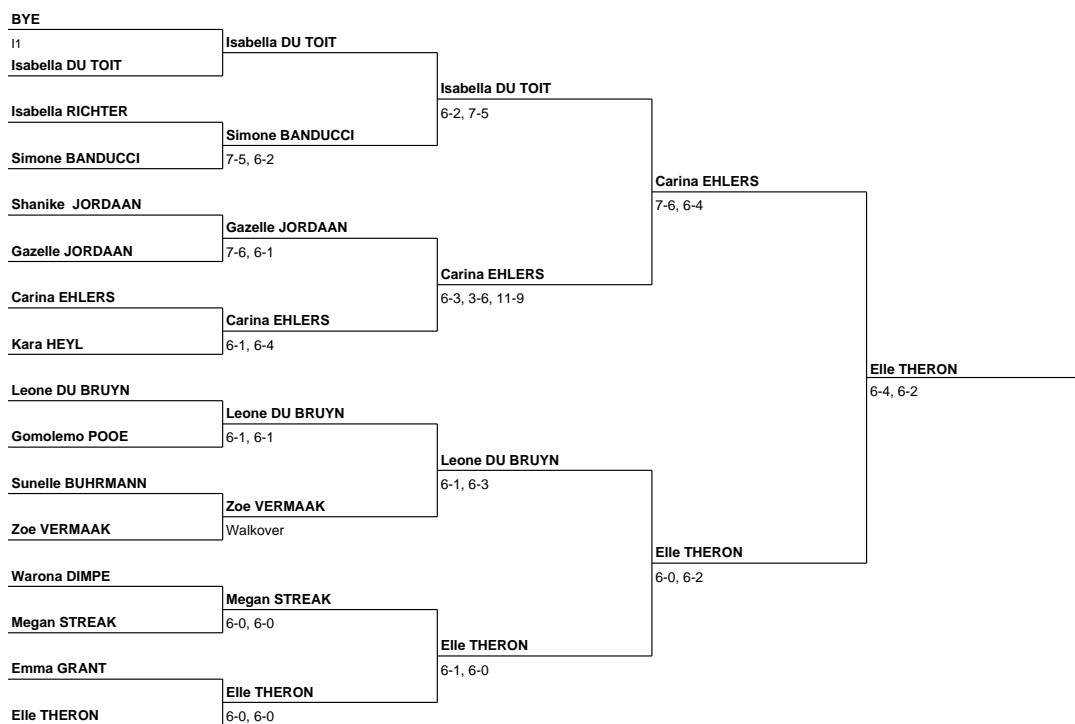 BYE
I1
Isabella DU TOIT
Isabella RICHTER
Simone BANDUCCI
Shanike JORDAAN
Gazelle JORDAAN
Carina EHLERS
Kara HEYL
Leone DU BRUYN
Gomolemo POOE
Sunelle BUHRMANN
Zoe VERMAAK
Warona DIMPE
Megan STREAK
Emma GRANT
Elle THERON
Isabella DU TOIT
Simone BANDUCCI
7-5, 6-2
Gazelle JORDAAN
7-6, 6-1
Carina EHLERS
6-1, 6-4
Leone DU BRUYN
6-1, 6-1
Zoe VERMAAK
Walkover
Megan STREAK
6-0, 6-0
Elle THERON
6-0, 6-0
Isabella DU TOIT
6-2, 7-5
Carina EHLERS
6-3, 3-6, 11-9
Leone DU BRUYN
6-1, 6-3
Elle THERON
6-1, 6-0
Carina EHLERS
7-6, 6-4
Elle THERON
6-0, 6-2
Elle THERON
6-4, 6-2